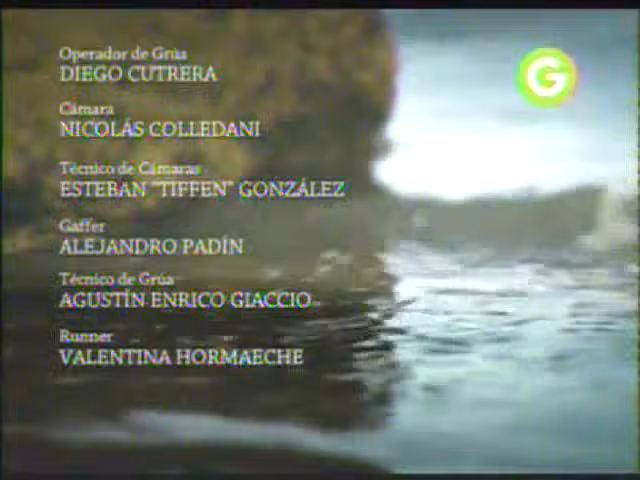 Operador de Grúa
DIEGO CUTRERA
Cámara
NICOLÁS COLLEDANI
Técnico de Cámaras
ESTEBAN "TIFFEN" GONZÁLEZ
Gaffer
ALEJANDRO PADÍN
Técnico de Grúa
AGUSTÍN ENRICO GIACCIO
Runner
VALENTINA HORMAECHE
G